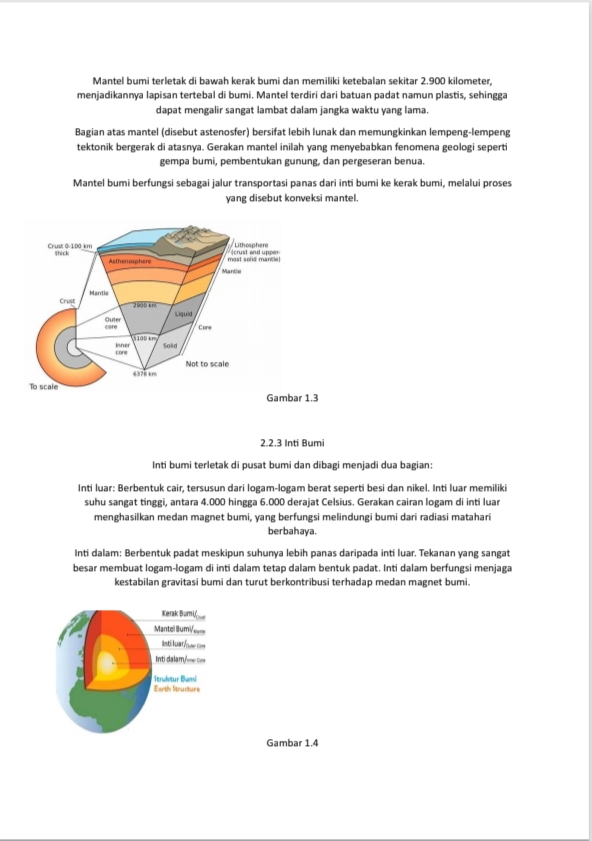 Mantel bumi terletak di bawah kerak bumi dan memiliki ketebalan sekitar 2.900 kilometer,
menjadikannya lapisan tertebal di bumi. Mantel terdiri dari batuan padat namun plastis, sehingga
dapat mengalir sangat lambat dalam jangka waktu yang lama.
Bagian atas mantel (disebut astenosfer) bersifat lebih lunak dan memungkinkan lempeng-lempeng
tektonik bergerak di atasnya. Gerakan mantel inilah yang menyebabkan fenomena geologi seperti
gempa bumi, pembentukan gunung, dan pergeseran benua.
Mantel bumi berfungsi sebagai jalur transportasi panas dari inti bumi ke kerak bumi, melalui proses
yang disebut konveksi mantel.
Crust 0-100 km
thick
Asthenosphere
Lithosphere
(crust and upper-
most solid mantle)
Mantle
Mantle
Crust
2900 km
Liquid
Outer
core
Core
5100 km
Inner
core
Solid
Not to scale
6378 km
To scale
Gambar 1.3
2.2.3 Inti Bumi
Inti bumi terletak di pusat bumi dan dibagi menjadi dua bagian:
Inti luar: Berbentuk cair, tersusun dari logam-logam berat seperti besi dan nikel. Inti luar memiliki
suhu sangat tinggi, antara 4.000 hingga 6.000 derajat Celsius. Gerakan cairan logam di inti luar
menghasilkan medan magnet bumi, yang berfungsi melindungi bumi dari radiasi matahari
berbahaya.
Inti dalam: Berbentuk padat meskipun suhunya lebih panas daripada inti luar. Tekanan yang sangat
besar membuat logam-logam di inti dalam tetap dalam bentuk padat. Inti dalam berfungsi menjaga
kestabilan gravitasi bumi dan turut berkontribusi terhadap medan magnet bumi.
Kerak Bumi/Crust
Mantel Bumi/Mantle
Inti luar/Outer Core
Inti dalam/Inner Core
Struktur Bumi
Earth Structure
Gambar 1.4